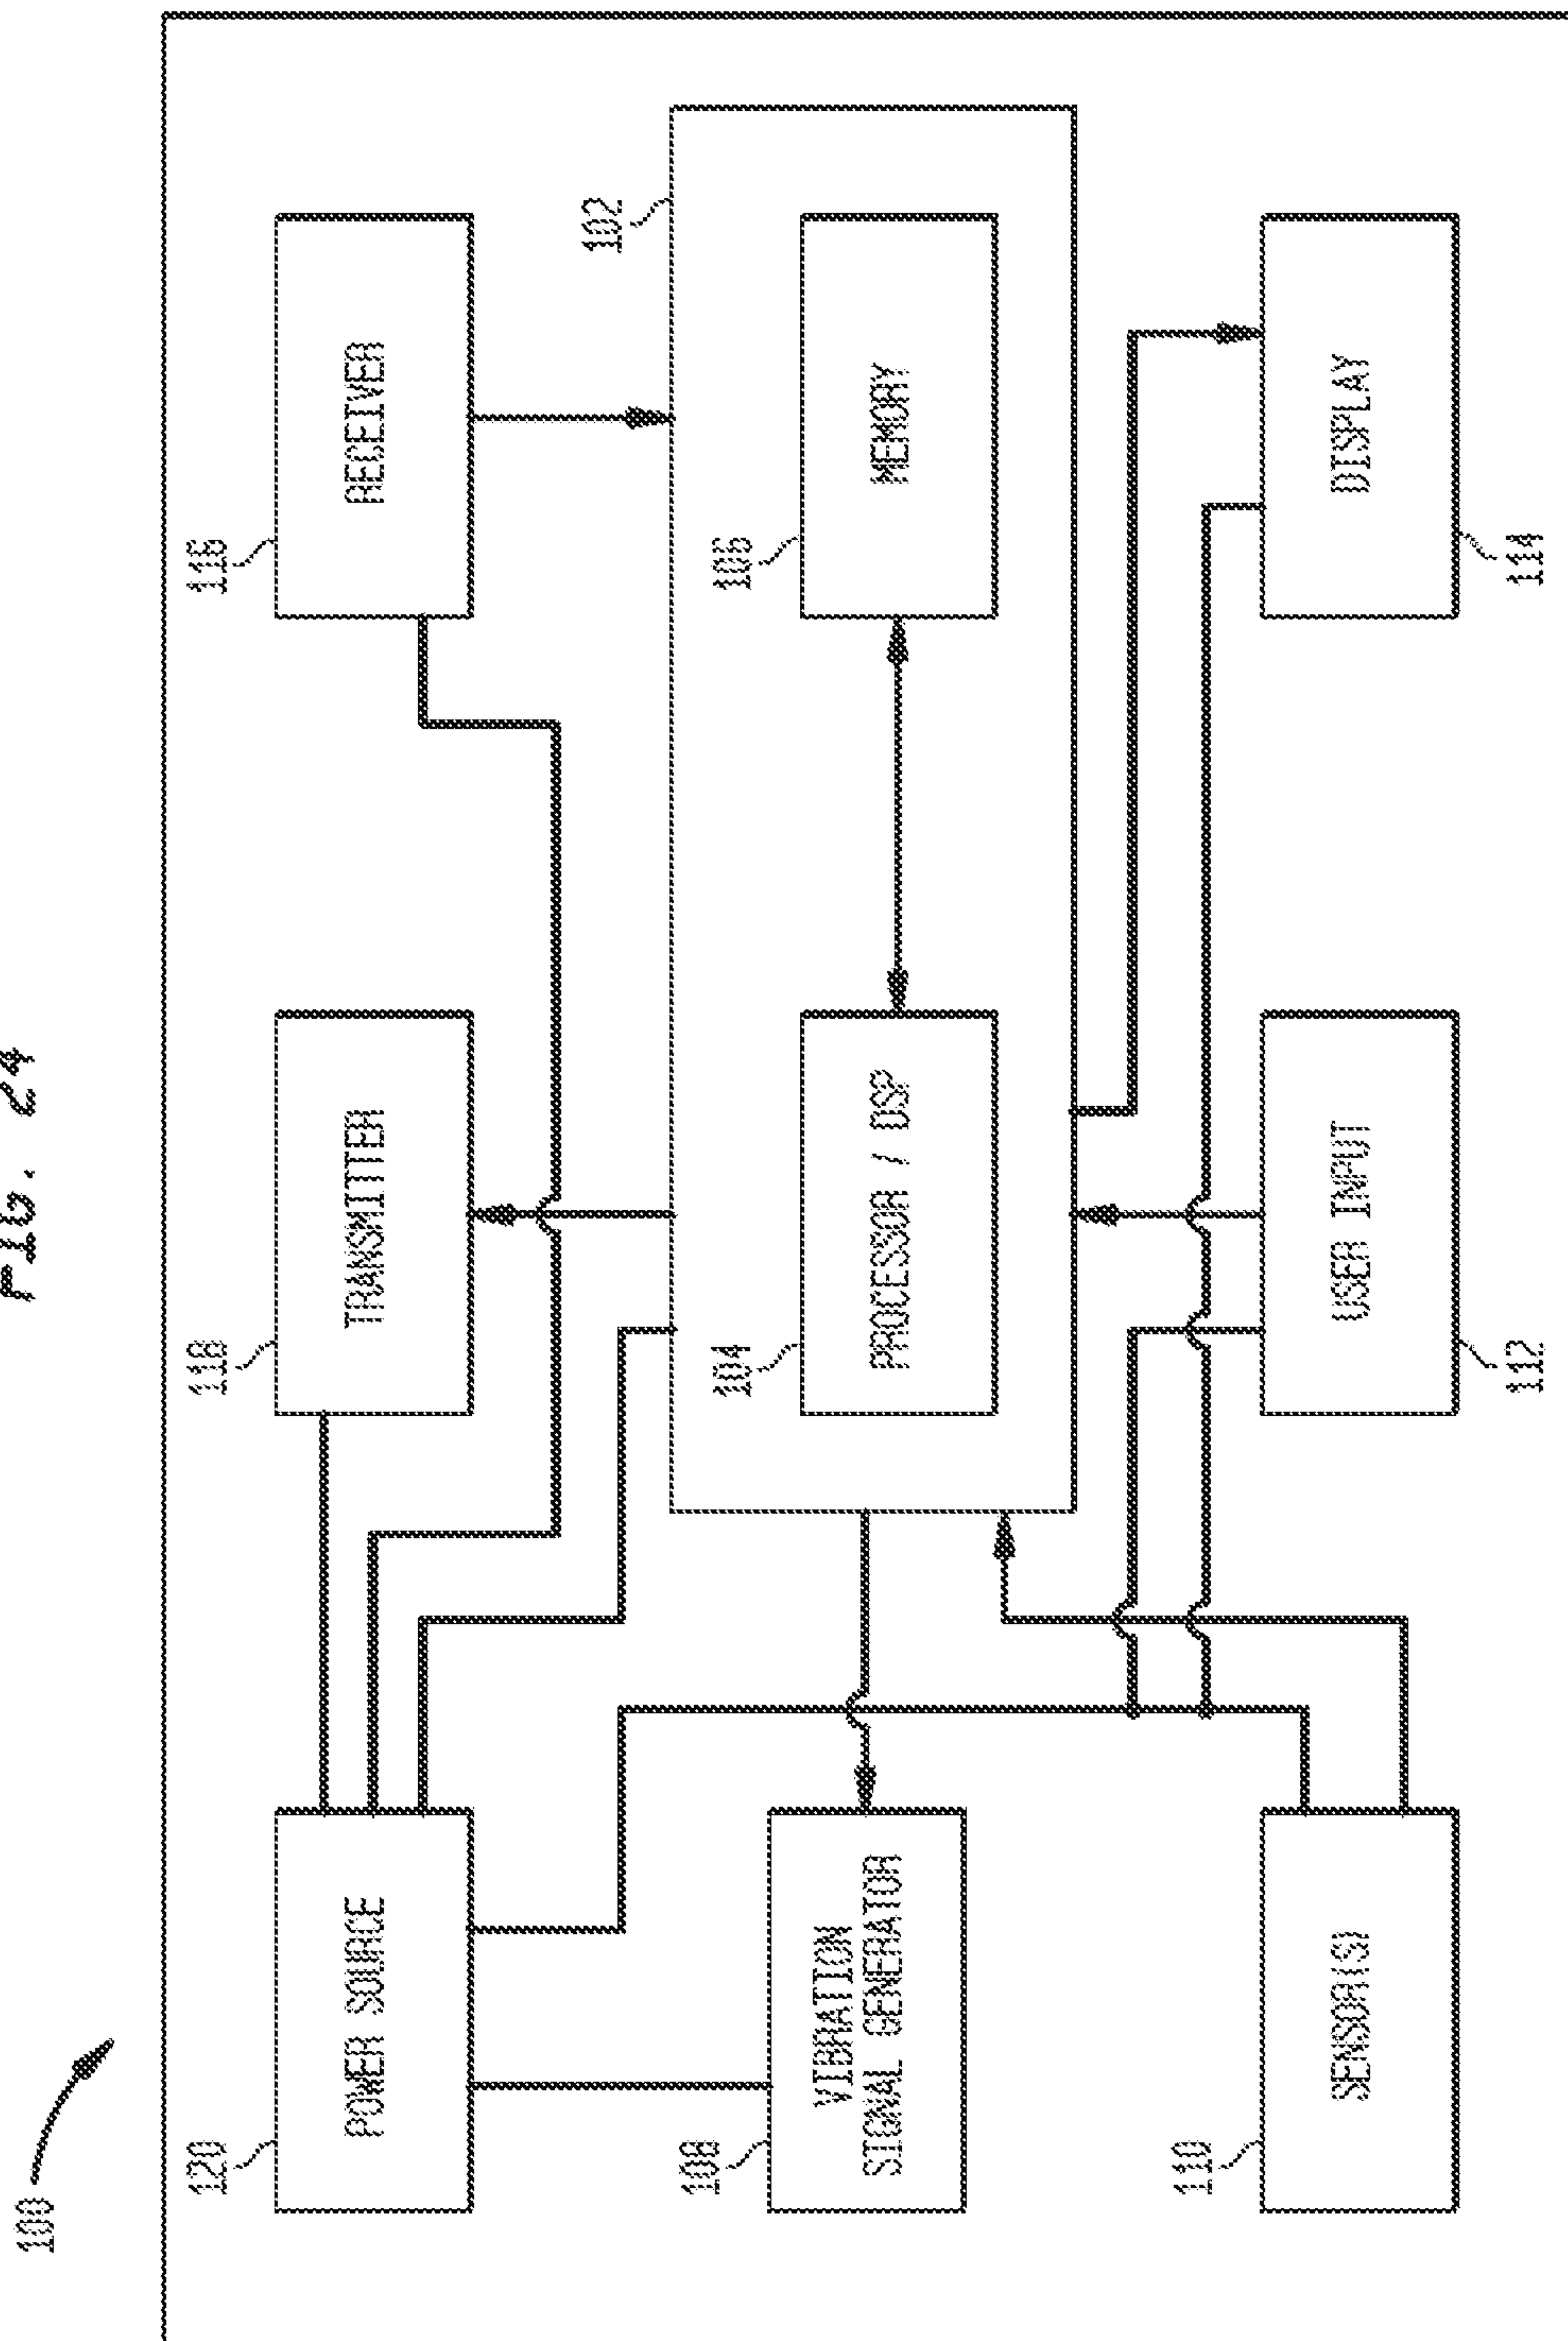 FIG. 24
100
120
POWER SOURCE
118
TRANSMITTER
116
RECEIVER
102
108
VIBRATION
SIGNAL GENERATOR
104
PROCESSOR / DSP
106
MEMORY
110
SENSOR(S)
USER INPUT
112
DISPLAY
114